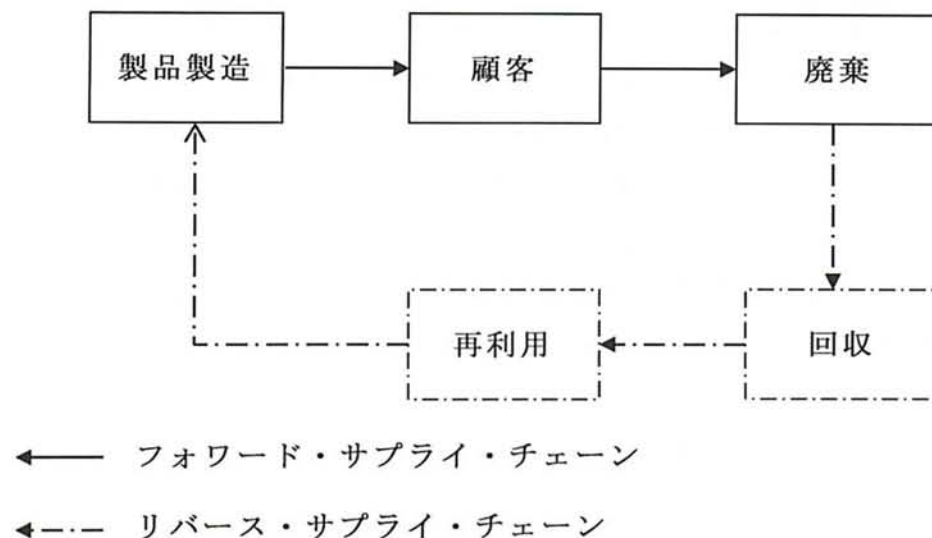 製品製造
顧客
廃棄
再利用
回収
フォワード・サプライ・チェーン
リバース・サプライ・チェーン